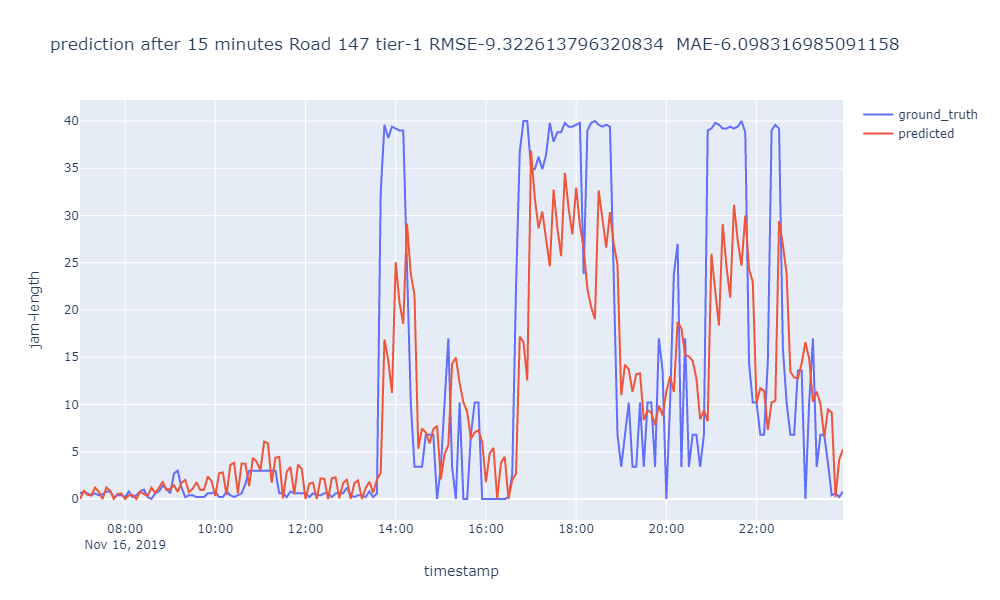 prediction after 15 minutes Road 147 tier-1 RMSE-9.322613796320834  MAE-6.098316985091158
ground_truth
predicted
40
35
30
25
20
15
10
5
0
jam-length
08:00 10:00 12:00 14:00 16:00 18:00 20:00 22:00
Nov 16, 2019
timestamp